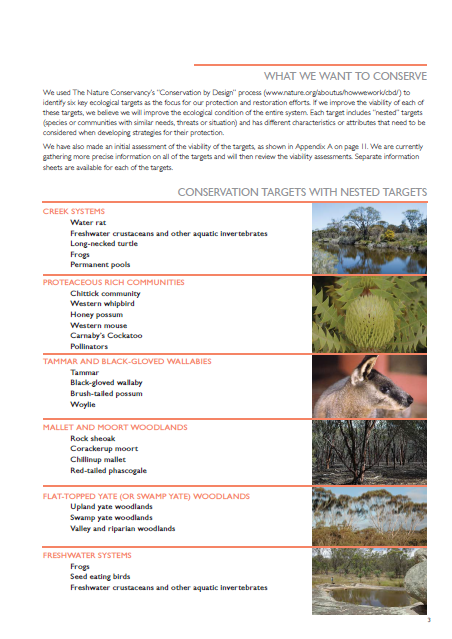 WHAT WE WANT TO CONSERVE
We used The Nature Conservancy's "Conservation by Design" process (www.nature.org/aboutus/howwework/cbd/) to
identify six key ecological targets as the focus for our protection and restoration efforts. If we improve the viability of each of
these targets, we believe we will improve the ecological condition of the entire system. Each target includes "nested" targets
(species or communities with similar needs, threats or situation) and has different characteristics or attributes that need to be
considered when developing strategies for their protection.
We have also made an initial assessment of the viability of the targets, as shown in Appendix A on page 11. We are currently
gathering more precise information on all of the targets and will then review the viability assessments. Separate information
sheets are available for each of the targets.
CONSERVATION TARGETS WITH NESTED TARGETS
CREEK SYSTEMS
Water rat
Freshwater crustaceans and other aquatic invertebrates
Long-necked turtle
Frogs
Permanent pools
PROTEACEOUS RICH COMMUNITIES
Chittick community
Western whipbird
Honey possum
Western mouse
Carnaby's Cockatoo
Pollinators
TAMMAR AND BLACK-GLOVED WALLABIES
Tammar
Black-gloved wallaby
Brush-tailed possum
Woylie
MALLET AND MOORT WOODLANDS
Rock sheoak
Corackerup moort
Chillinup mallet
Red-tailed phascogale
FLAT-TOPPED YATE (OR SWAMP YATE) WOODLANDS
Upland yate woodlands
Swamp yate woodlands
Valley and riparian woodlands
FRESHWATER SYSTEMS
Frogs
Seed eating birds
Freshwater crustaceans and other aquatic invertebrates
3